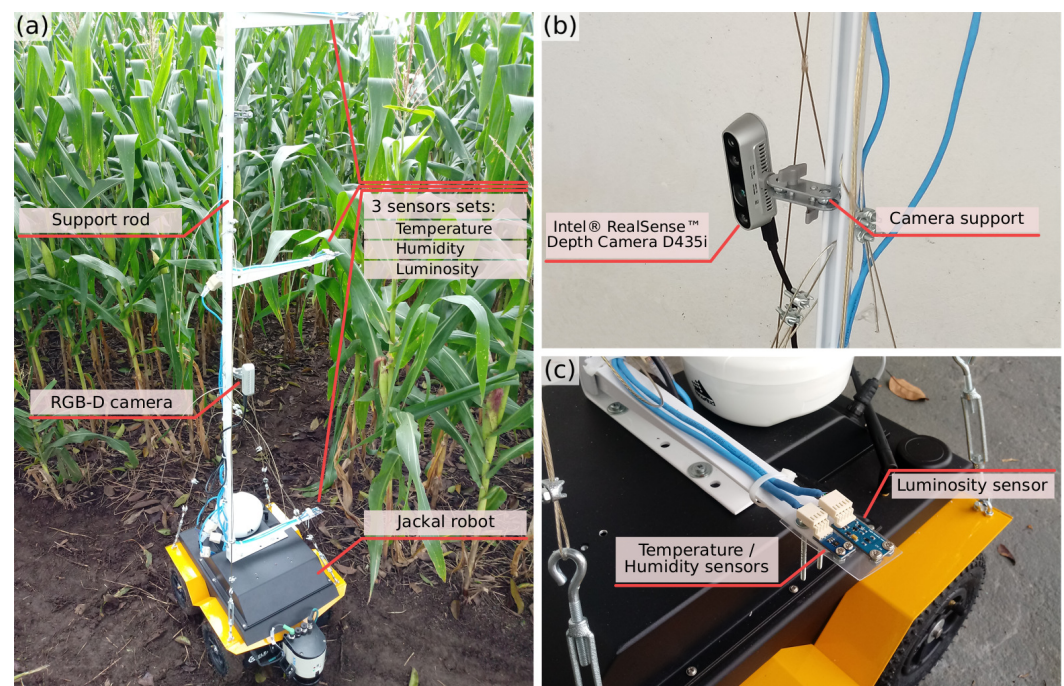 (a)
Support rod
3 sensors sets:
Temperature
Humidity
Luminosity
RGB-D camera
Jackal robot
(b)
Intel® RealSense™
Depth Camera D435i
Camera support
(c)
Luminosity sensor
Temperature /
Humidity sensors